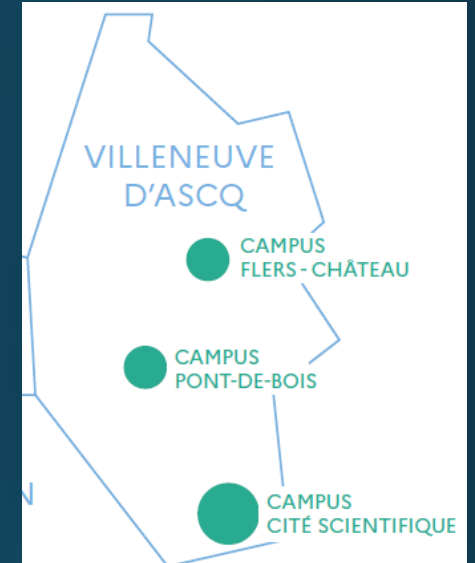 VILLENEUVE
D'ASCQ
CAMPUS
FLERS - CHÂTEAU
CAMPUS
PONT-DE-BOIS
N
CAMPUS
CITÉ SCIENTIFIQUE